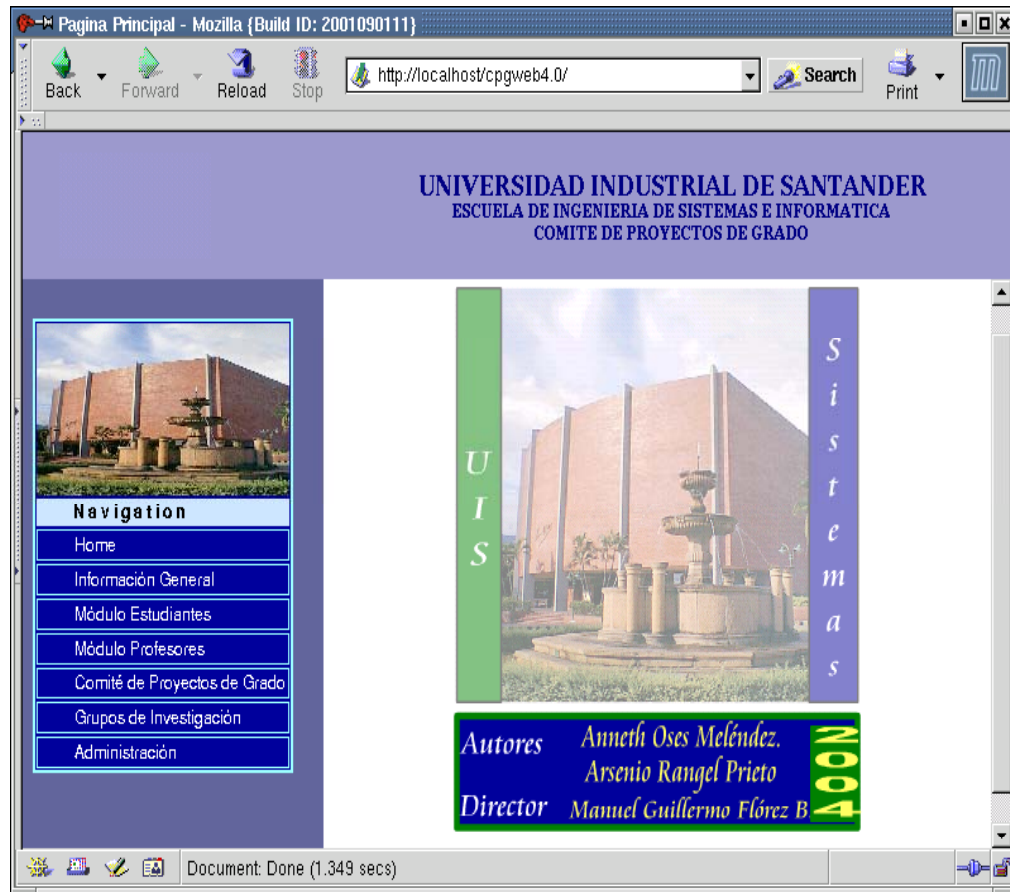 Pagina Principal - Mozilla {Build ID: 2001090111}
Back
Forward
Reload
Stop
http://localhost/cpgweb4.0/
Search
Print
UNIVERSIDAD INDUSTRIAL DE SANTANDER
ESCUELA DE INGENIERIA DE SISTEMAS E INFORMATICA
COMITE DE PROYECTOS DE GRADO
Navigation
Home
Información General
Módulo Estudiantes
Módulo Profesores
Comité de Proyectos de Grado
Grupos de Investigación
Administración
UIS
Sistemas
Autores Anneth Oses Meléndez.
Arsenio Rangel Prieto
Director Manuel Guillermo Flórez B.
2004
Document: Done (1.349 secs)